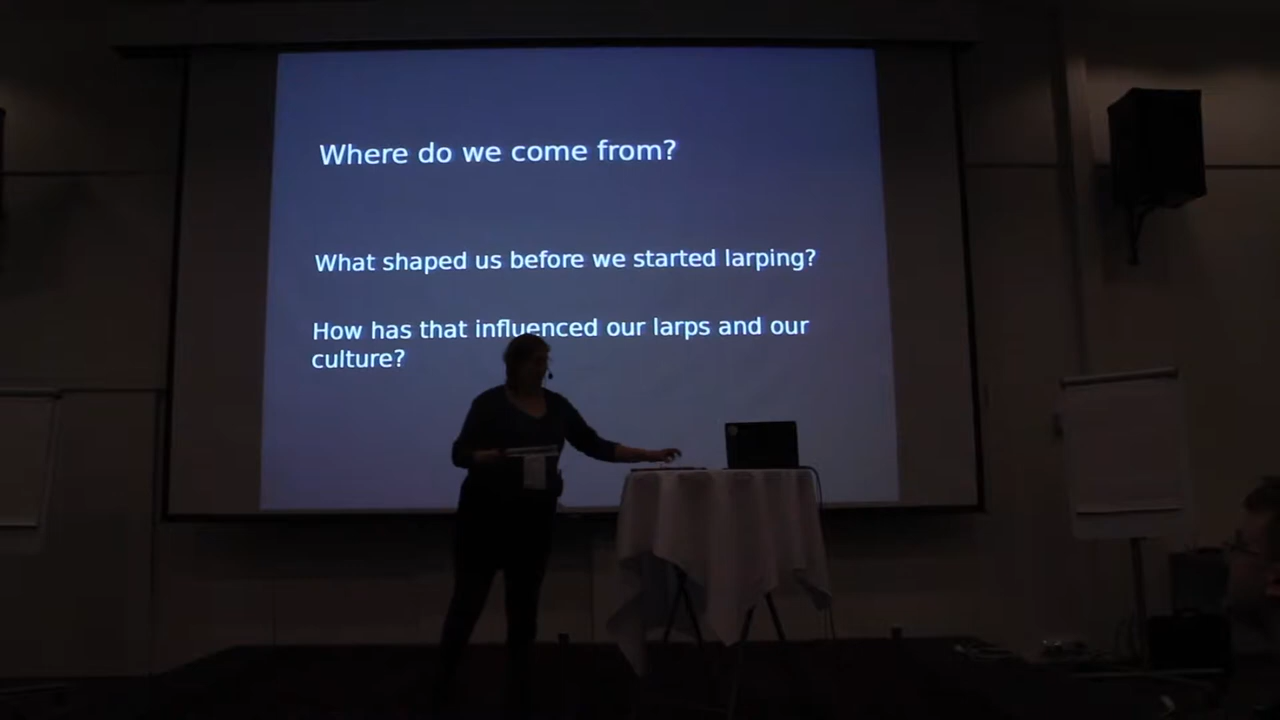 Where do we come from?
What shaped us before we started larping?
How has that influenced our larps and our
culture?